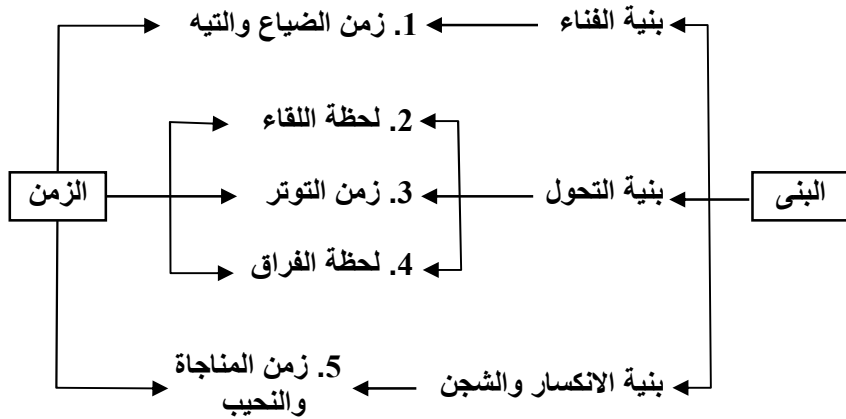 بنية الفناء
1. زمن الضياع والتيه
2. لحظة اللقاء
البنى
بنية التحول
3. زمن التوتر
الزمن
4. لحظة الفراق
بنية الانكسار والشجن
5. زمن المناجاة
والنحيب